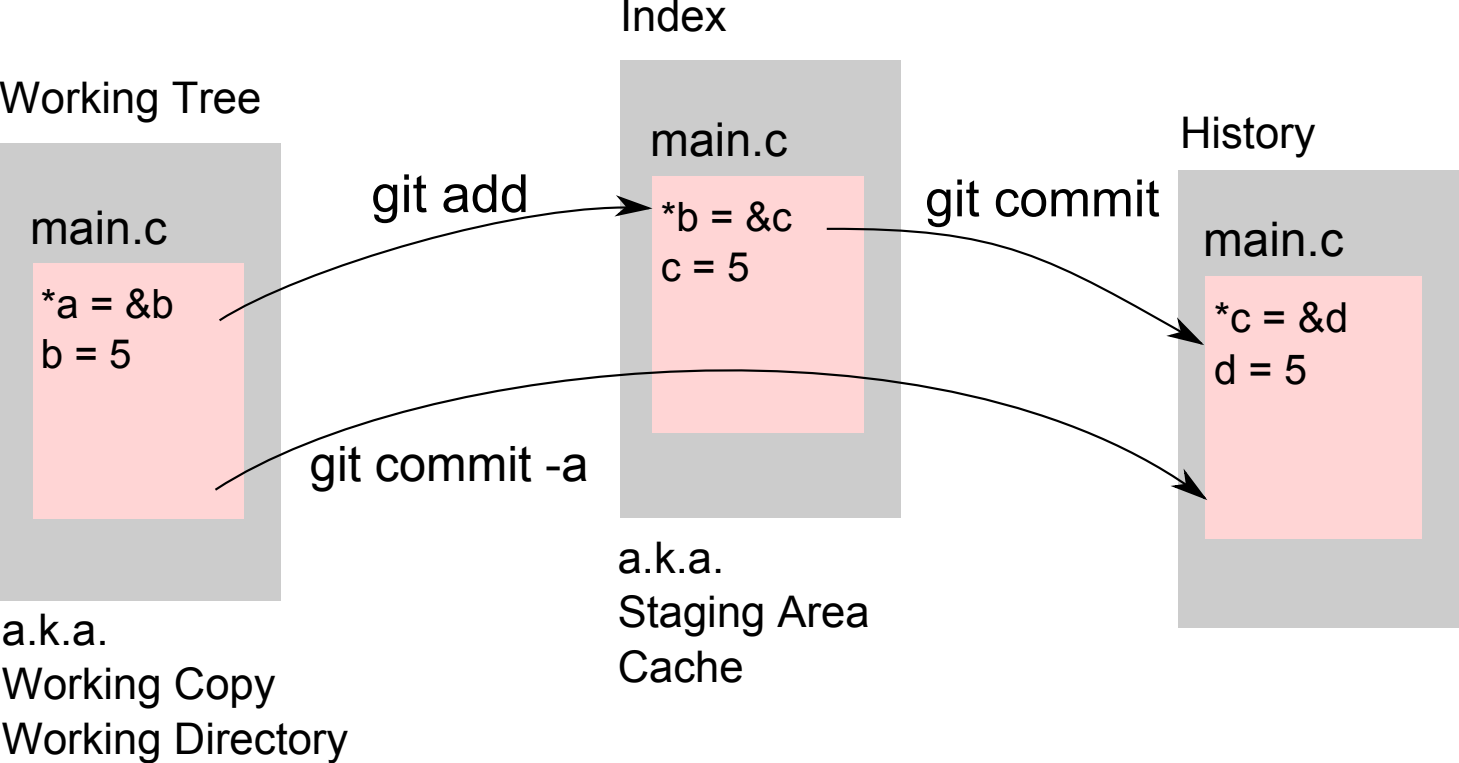 Working Tree
main.c
*a = &b
b = 5
a.k.a.
Working Copy
Working Directory
git add
git commit -a
Index
main.c
*b = &c
c = 5
a.k.a.
Staging Area
Cache
git commit
History
main.c
*c = &d
d = 5